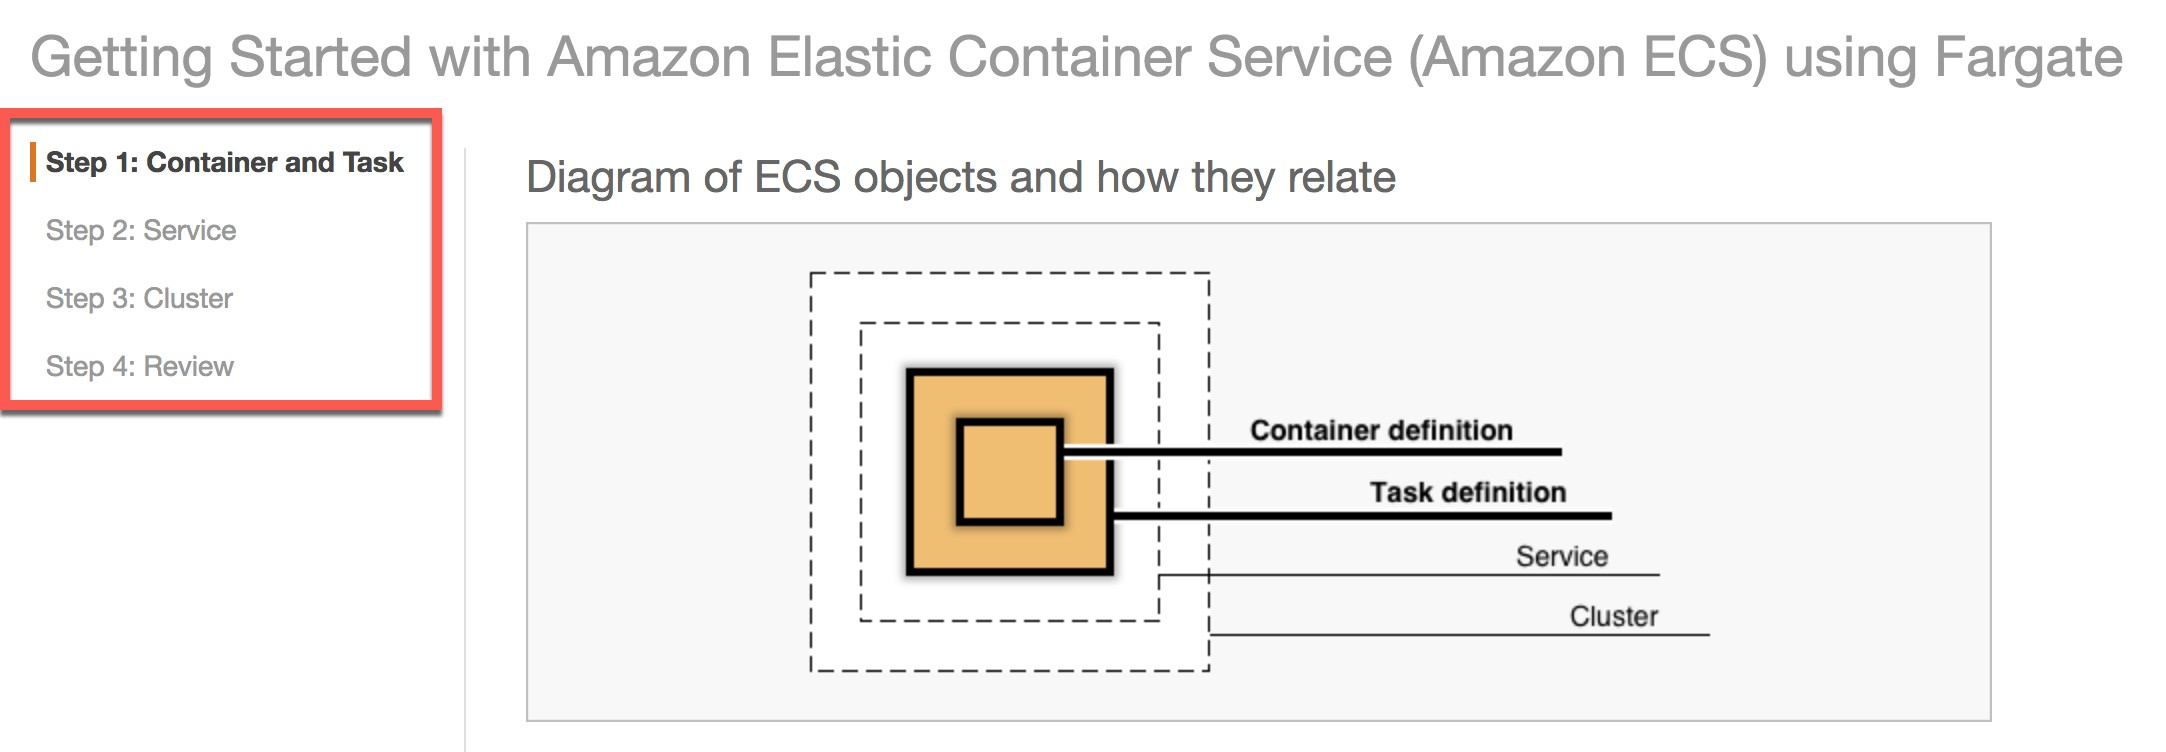 Getting Started with Amazon Elastic Container Service (Amazon ECS) using Fargate
Step 1: Container and Task
Step 2: Service
Step 3: Cluster
Step 4: Review
Diagram of ECS objects and how they relate
Container definition
Task definition
Service
Cluster